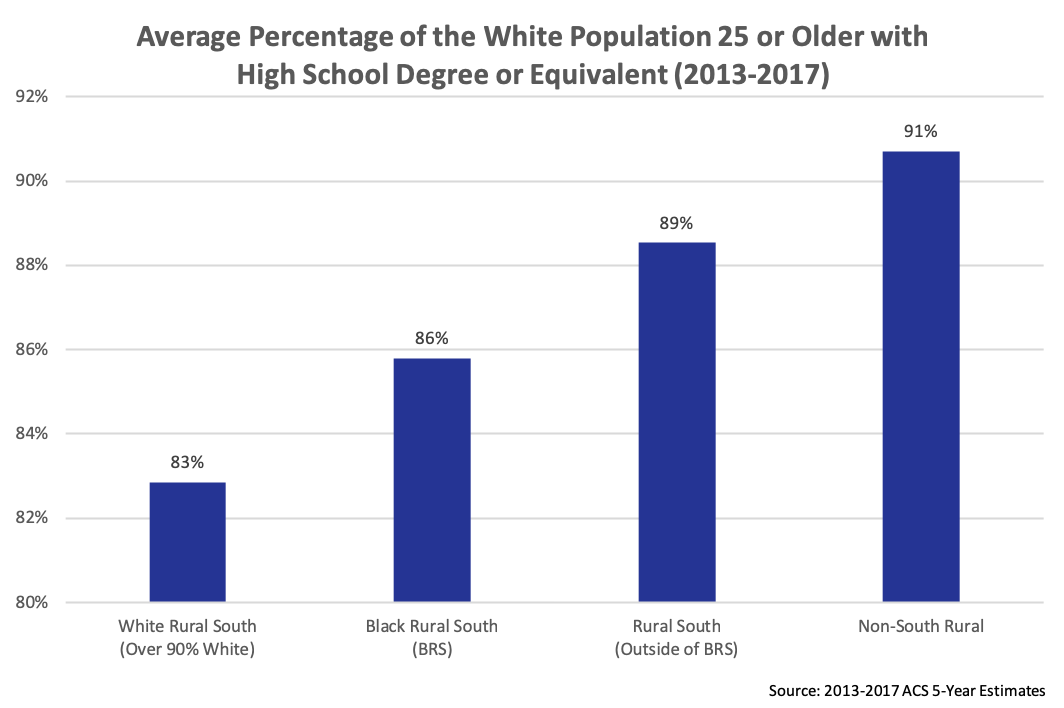 Average Percentage of the White Population 25 or Older with
High School Degree or Equivalent (2013-2017)
92%
90%
88%
86%
84%
82%
80%
83%
86%
89%
91%
White Rural South
(Over 90% White)
Black Rural South
(BRS)
Rural South
(Outside of BRS)
Non-South Rural
Source: 2013-2017 ACS 5-Year Estimates